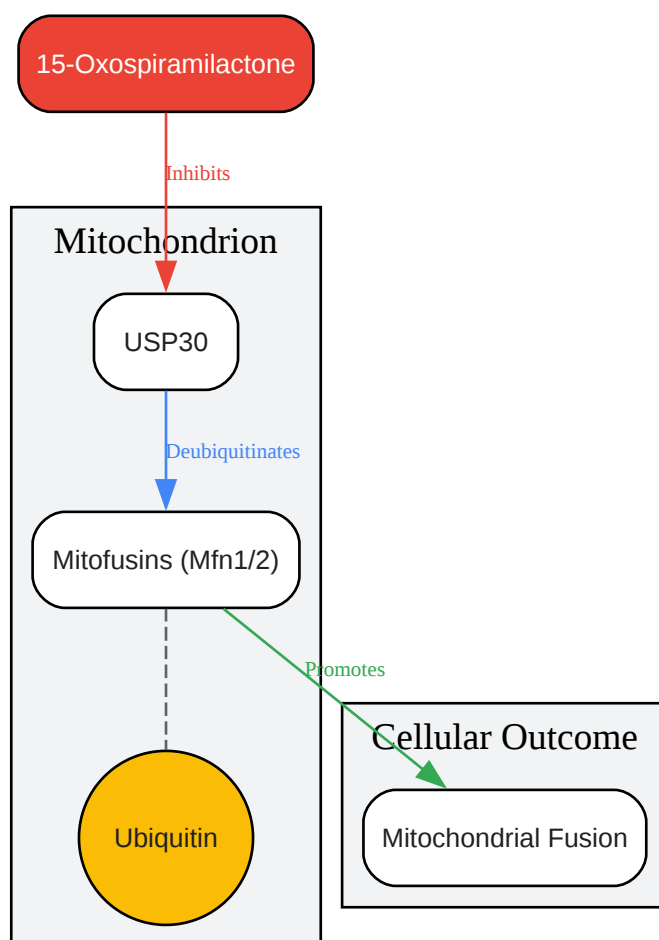 15-Oxospiramilactone
Inhibits
Mitochondrion
USP30
Deubiquitinates
Mitofusins (Mfn1/2)
Promotes
Cellular Outcome
Ubiquitin
Mitochondrial Fusion